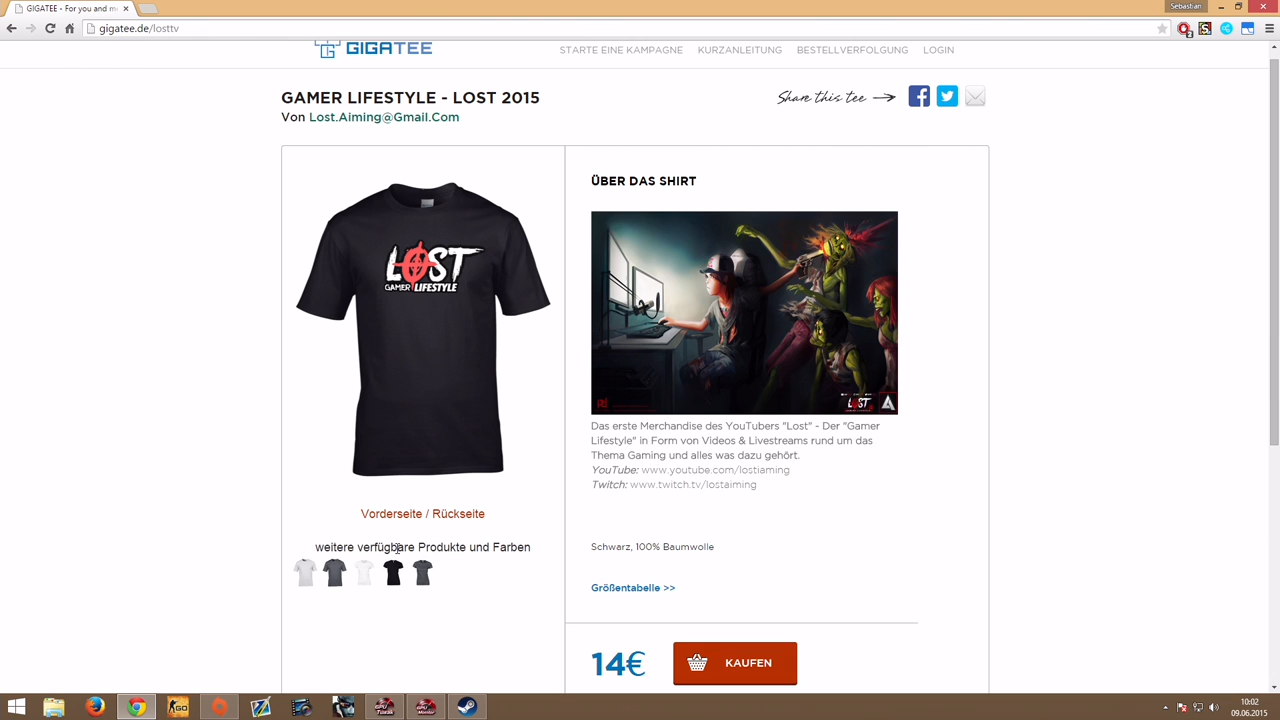 GIGATEE - For you and me
Sebastian
gigatee.de/losttv
GIGATEE
STARTE EINE KAMPAGNE KURZANLEITUNG BESTELLVERFOLGUNG LOGIN
GAMER LIFESTYLE - LOST 2015
Von Lost.Aiming@Gmail.Com
Share this tee
LOST
GAMER LIFESTYLE
ÜBER DAS SHIRT
LOST
Das erste Merchandise des YouTubers "Lost" - Der "Gamer
Lifestyle" in Form von Videos & Livestreams rund um das
Thema Gaming und alles was dazu gehört.
YouTube: www.youtube.com/lostiaming
Twitch: www.twitch.tv/lostaiming
Vorderseite / Rückseite
weitere verfügbare Produkte und Farben
Schwarz, 100% Baumwolle
Größentabelle >>
14€
KAUFEN
GO
10:02
09.06.2015